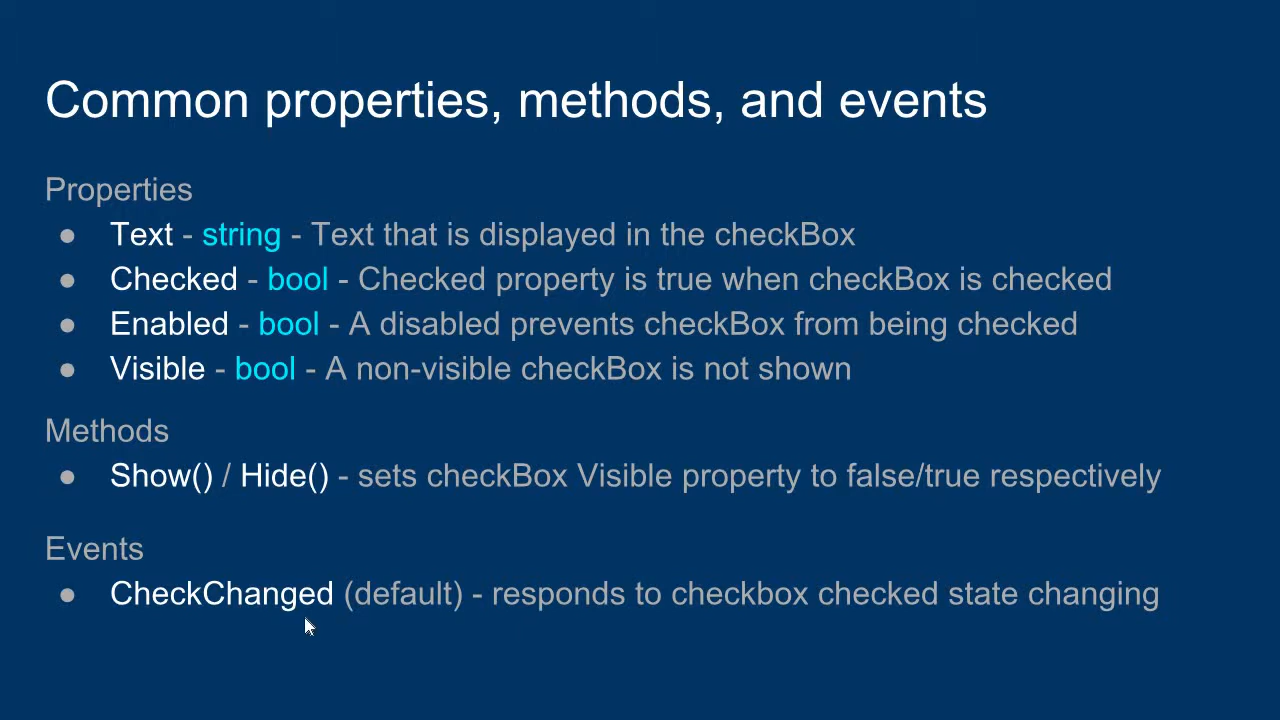 Common properties, methods, and events
Properties
● Text - string - Text that is displayed in the checkBox
● Checked - bool - Checked property is true when checkBox is checked
● Enabled - bool - A disabled prevents checkBox from being checked
● Visible - bool - A non-visible checkBox is not shown
Methods
● Show() / Hide() - sets checkBox Visible property to false/true respectively
Events
● CheckChanged (default) - responds to checkbox checked state changing